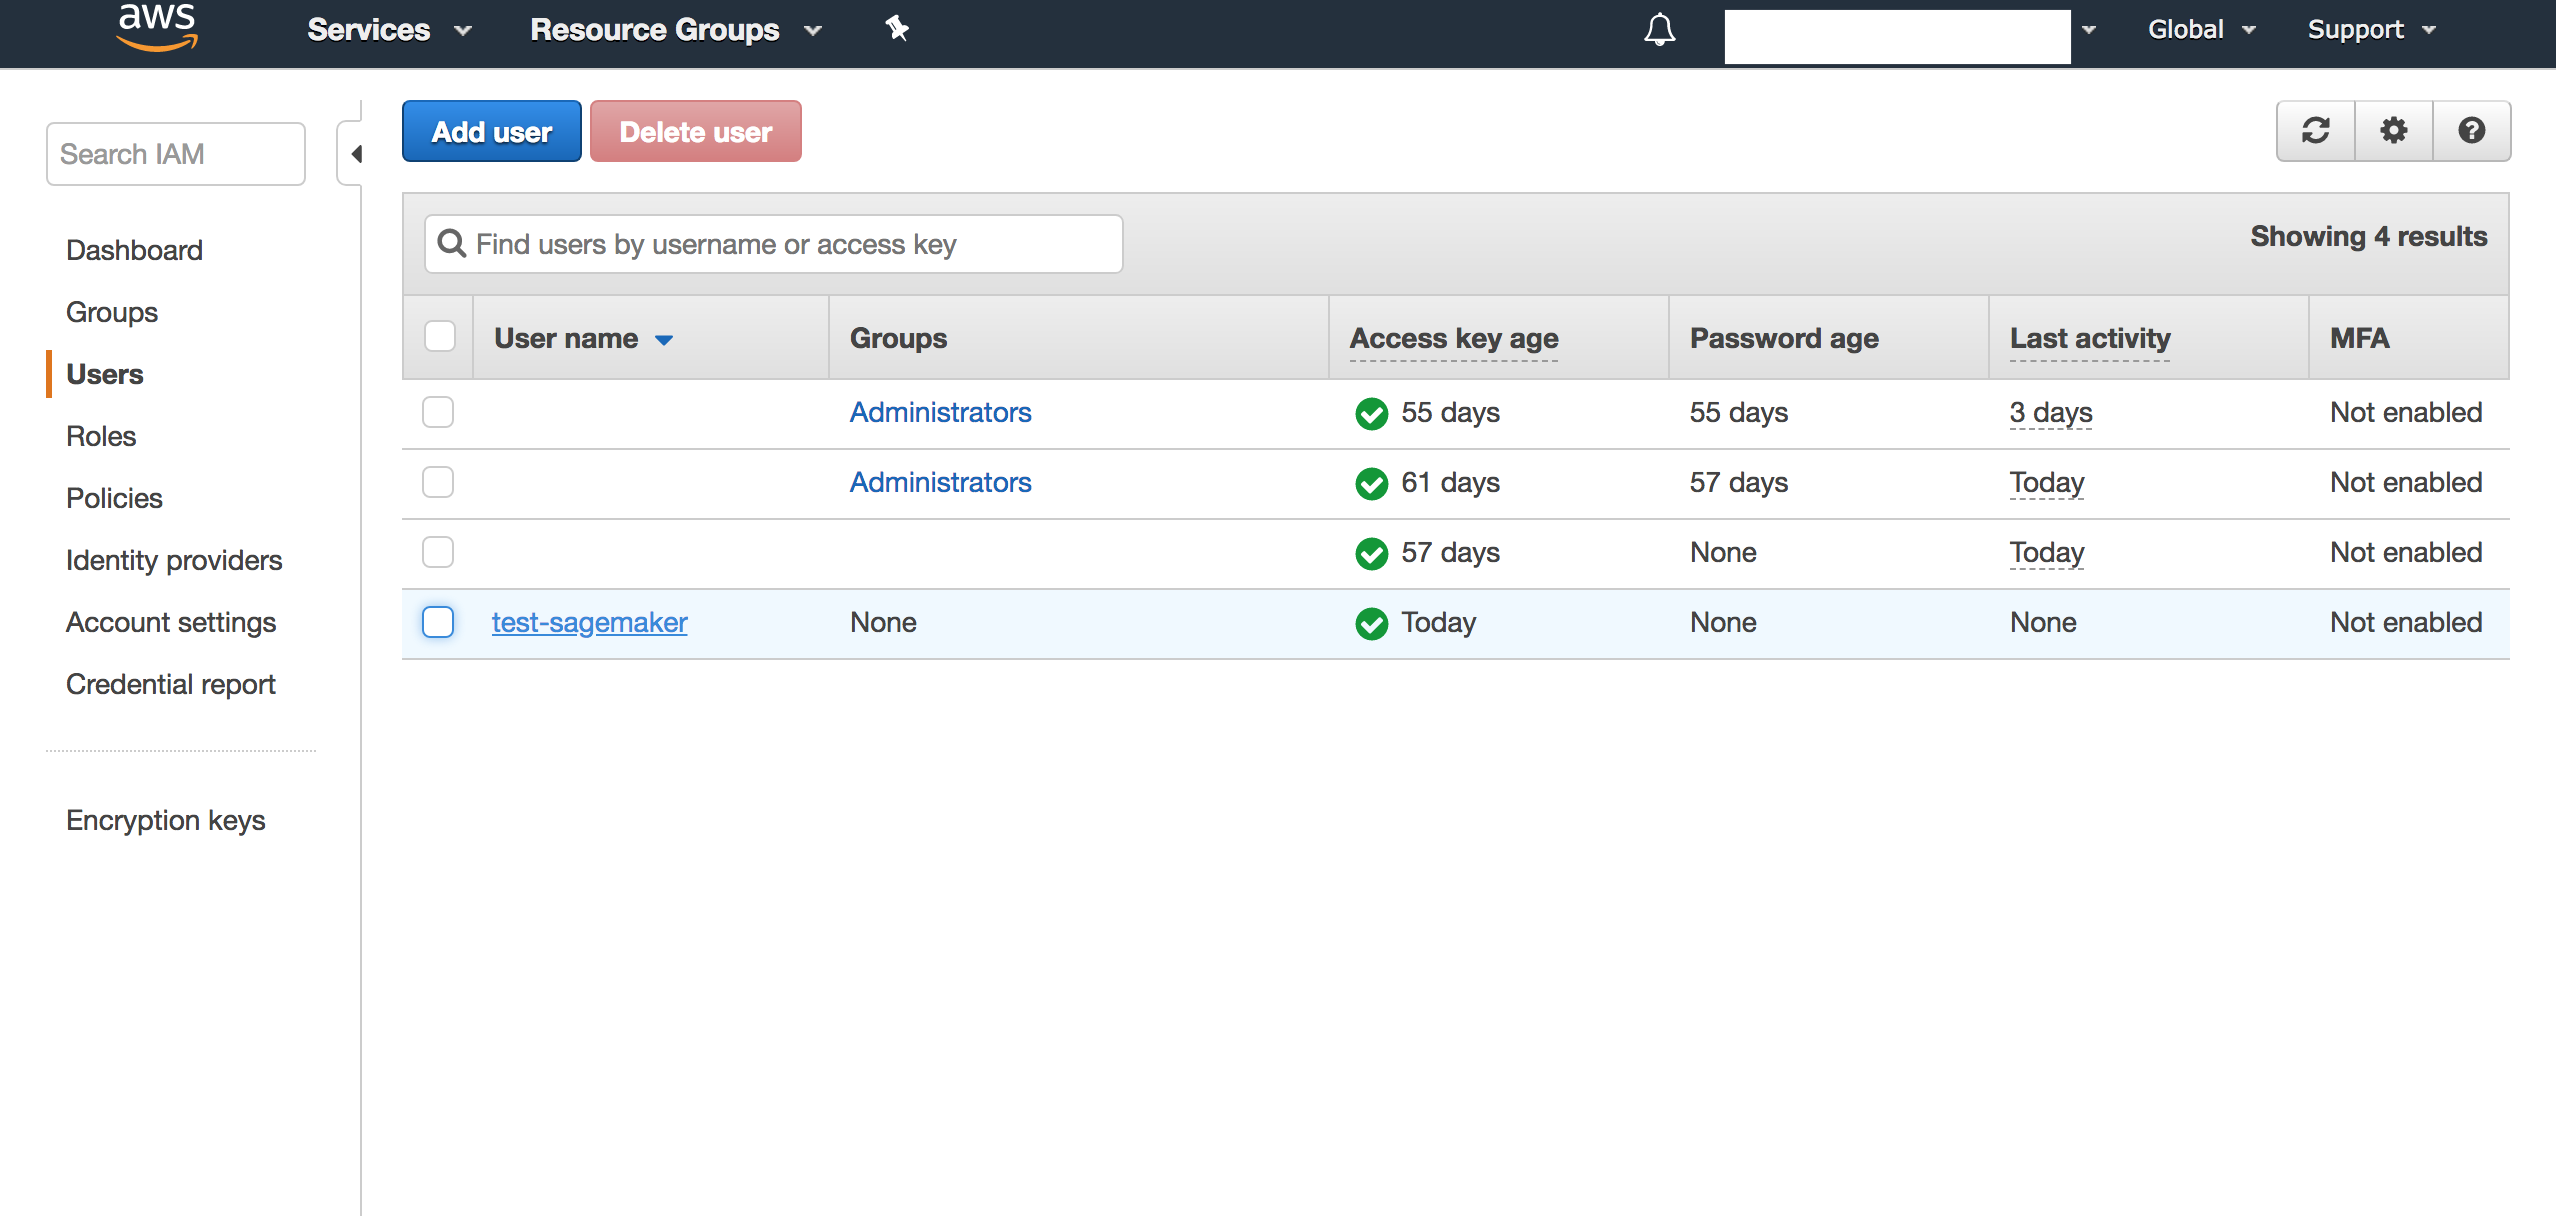 aws Services Resource Groups Global Support
Search IAM
Dashboard
Groups
Users
Roles
Policies
Identity providers
Account settings
Credential report
Encryption keys
Add user Delete user
Find users by username or access key Showing 4 results
User name Groups Access key age Password age Last activity MFA
Administrators 55 days 55 days 3 days Not enabled
Administrators 61 days 57 days Today Not enabled
57 days None Today Not enabled
test-sagemaker None Today None None Not enabled